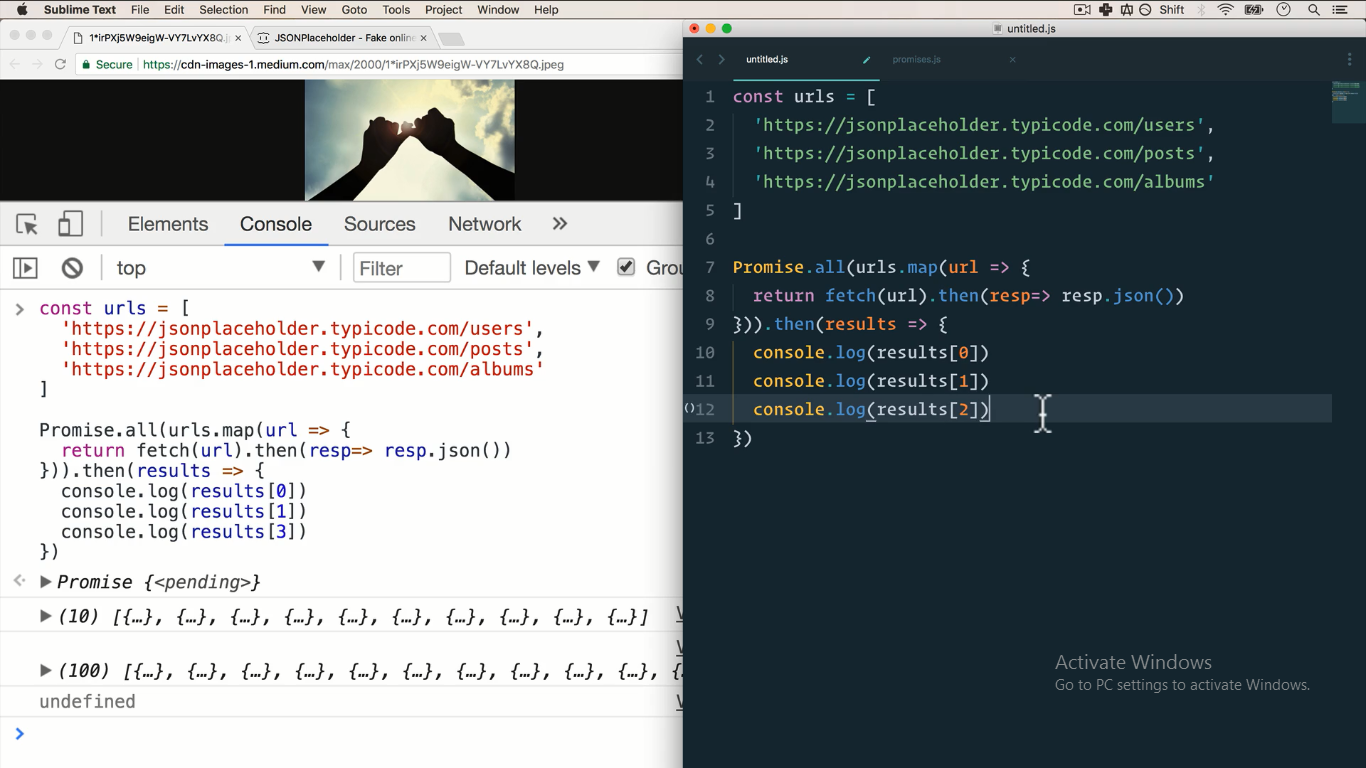 Sublime Text File Edit Selection Find View Goto Tools Project Window Help Shift
1*irPXj5W9eigW-VY7LvYX8Q.j JSONPlaceholder - Fake online
Secure https://cdn-images-1.medium.com/max/2000/1*irPXj5W9eigW-VY7LvYX8Q.jpeg
Elements Console Sources Network »
top Filter Default levels Grou
> const urls = [
'https://jsonplaceholder.typicode.com/users',
'https://jsonplaceholder.typicode.com/posts',
'https://jsonplaceholder.typicode.com/albums'
]
Promise.all(urls.map(url => {
return fetch(url).then(resp=> resp.json())
})).then(results => {
console.log(results[0])
console.log(results[1])
console.log(results[3])
})
Promise {<pending>}
(10) [{…}, {…}, {…}, {…}, {…}, {…}, {…}, {…}, {…}, {…}]
(100) [{…}, {…}, {…}, {…}, {…}, {…}, {…}, {…}, {…}, {…},
undefined
>
untitled.js
untitled.js promises.js
1 const urls = [
2 'https://jsonplaceholder.typicode.com/users',
3 'https://jsonplaceholder.typicode.com/posts',
4 'https://jsonplaceholder.typicode.com/albums'
5 ]
6
7 Promise.all(urls.map(url => {
8 return fetch(url).then(resp=> resp.json())
9 })).then(results => {
10 console.log(results[0])
11 console.log(results[1])
12 console.log(results[2])
13 })
Activate Windows
Go to PC settings to activate Windows.